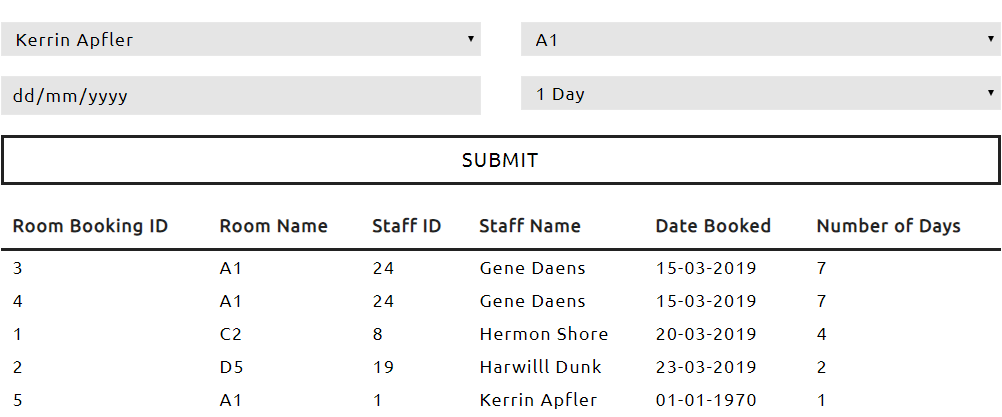 Kerrin Apfler A1
dd/mm/yyyy 1 Day
SUBMIT
Room Booking ID Room Name Staff ID Staff Name Date Booked Number of Days
3 A1 24 Gene Daens 15-03-2019 7
4 A1 24 Gene Daens 15-03-2019 7
1 C2 8 Hermon Shore 20-03-2019 4
2 D5 19 Harwilll Dunk 23-03-2019 2
5 A1 1 Kerrin Apfler 01-01-1970 1